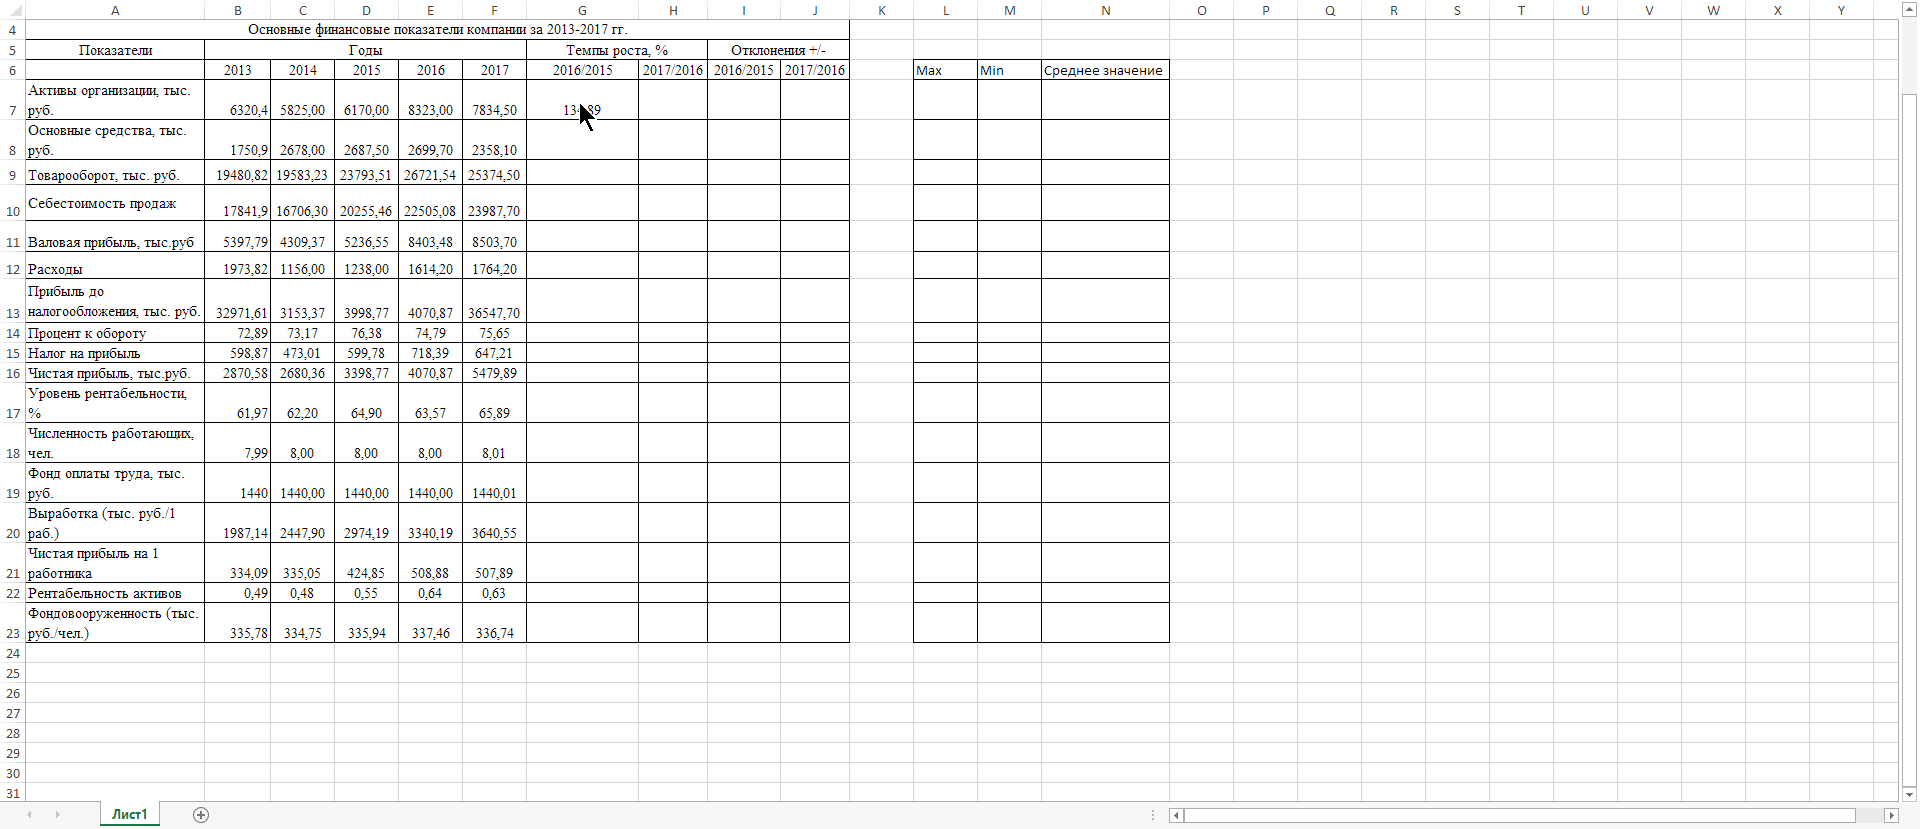 A B C D E F G H I J K L M N O P Q R S T U V W X Y
4 Основные финансовые показатели компании за 2013-2017 гг.
5 Показатели Годы Темпы роста, % Отклонения +/-
6 2013 2014 2015 2016 2017 2016/2015 2017/2016 2016/2015 2017/2016 Max Min Среднее значение
Активы организации, тыс.
7 руб. 6320,4 5825,00 6170,00 8323,00 7834,50
Основные средства, тыс.
8 руб. 1750,9 2678,00 2687,50 2699,70 2358,10
9 Товарооборот, тыс. руб. 19480,82 19583,23 23793,51 26721,54 25374,50
10 Себестоимость продаж 17841,9 16706,30 20255,46 22505,08 23987,70
11 Валовая прибыль, тыс.руб 5397,79 4309,37 5236,55 8403,48 8503,70
12 Расходы 1973,82 1156,00 1238,00 1614,20 1764,20
Прибыль до
13 налогообложения, тыс. руб. 32971,61 3153,37 3998,77 4070,87 36547,70
14 Процент к обороту 72,89 73,17 76,38 74,79 75,65
15 Налог на прибыль 598,87 473,01 599,78 718,39 647,21
16 Чистая прибыль, тыс.руб. 2870,58 2680,36 3398,77 4070,87 5479,89
Уровень рентабельности,
17 % 61,97 62,20 64,90 63,57 65,89
Численность работающих,
18 чел. 7,99 8,00 8,00 8,00 8,01
Фонд оплаты труда, тыс.
19 руб. 1440 1440,00 1440,00 1440,00 1440,01
Выработка (тыс. руб./1
20 раб.) 1987,14 2447,90 2974,19 3340,19 3640,55
Чистая прибыль на 1
21 работника 334,09 335,05 424,85 508,88 507,89
22 Рентабельность активов 0,49 0,48 0,55 0,64 0,63
Фондовооруженность (тыс.
23 руб./чел.) 335,78 334,75 335,94 337,46 336,74
24
25
26
27
28
29
30
31
Лист1